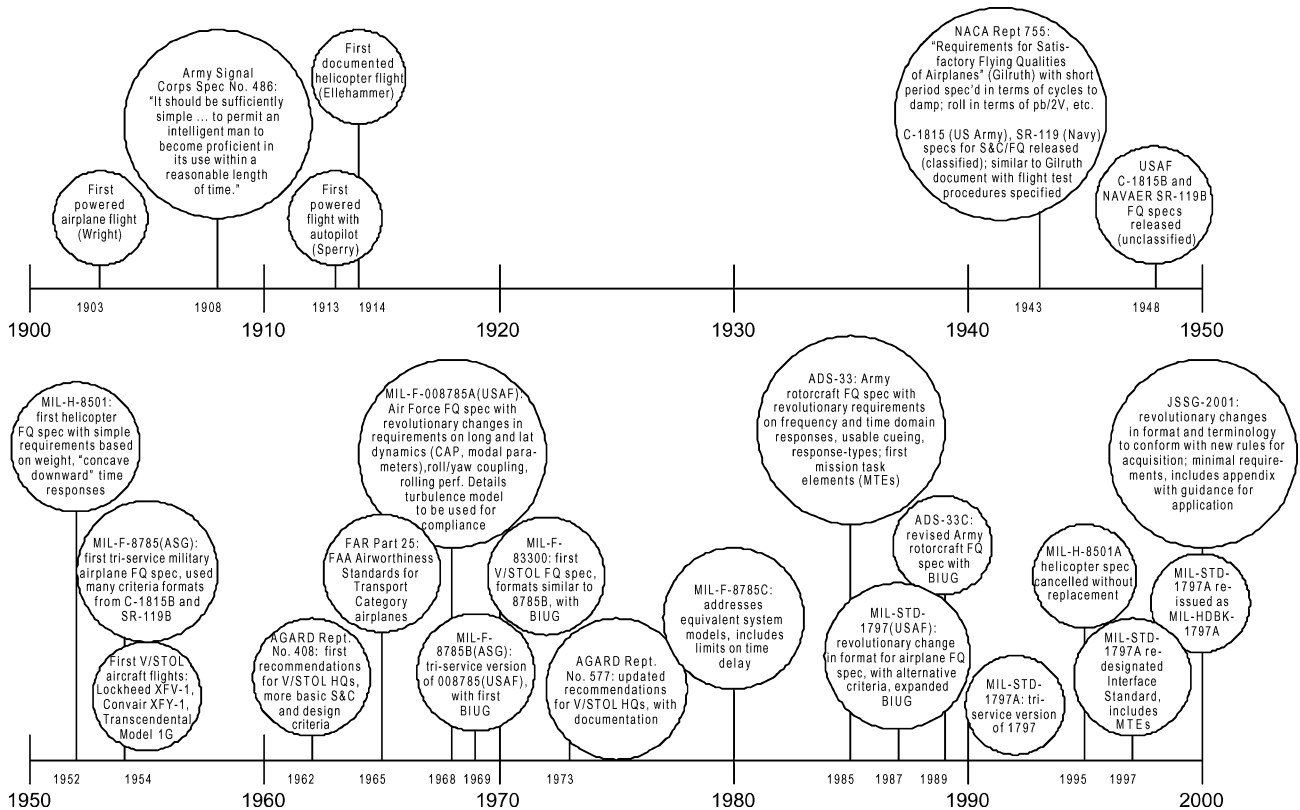 First
powered
airplane flight
(Wright)
Army Signal
Corps Spec No. 486:
“It should be sufficiently
simple ... to permit an
intelligent man to
become proficient in
its use within a
reasonable length
of time.”
First
powered
flight with
autopilot
(Sperry)
First
documented
helicopter flight
(Ellehammer)
NACA Rept 755:
“Requirements for Satis-
factory Flying Qualities
of Airplanes” (Gilruth) with short
period spec’d in terms of cycles to
damp; roll in terms of pb/2V, etc.
C-1815 (US Army), SR-119 (Navy)
specs for S&C/FQ released
(classified); similar to Gilruth
document with flight test
procedures specified
USAF
C-1815B and
NAVAER SR-119B
FQ specs
released
(unclassified)
1903
1908
1913
1914
1943
1948
1900
1910
1920
1930
1940
1950
MIL-H-8501:
first helicopter
FQ spec with simple
requirements based
on weight, “concave
downward” time
responses
MIL-F-8785(ASG):
first tri-service military
airplane FQ spec, used
many criteria formats
from C-1815B and
SR-119B
First V/STOL
aircraft flights:
Lockheed XFV-1,
Convair XFY-1,
Transcendental
Model 1G
AGARD Rept.
No. 408: first
recommendations
for V/STOL HQs,
more basic S&C
and design
criteria
FAR Part 25:
FAA Airworthiness
Standards for
Transport
Category
airplanes
MIL-F-008785A(USAF):
Air Force FQ spec with
revolutionary changes in
requirements on long and lat
dynamics (CAP, modal para-
meters),roll/yaw coupling,
rolling perf. Details
turbulence model
to be used for
compliance
MIL-F-
8785B(ASG):
tri-service version
of 008785(USAF),
with first
BIUG
MIL-F-
83300: first
V/STOL FQ spec,
formats similar to
8785B, with
BIUG
AGARD Rept.
No. 577: updated
recommendations
for V/STOL HQs, with
documentation
MIL-F-8785C:
addresses
equivalent system
models, includes
limits on time
delay
ADS-33: Army
rotorcraft FQ spec with
revolutionary requirements
on frequency and time domain
responses, usable cueing,
response-types; first
mission task
elements (MTEs)
MIL-STD-
1797(USAF):
revolutionary change
in format for airplane FQ
spec, with alternative
criteria, expanded
BIUG
ADS-33C:
revised Army
rotorcraft FQ
spec with
BIUG
MIL-STD-
1797A: tri-
service version
of 1797
MIL-H-8501A
helicopter spec
cancelled without
replacement
MIL-STD-
1797A re-
designated
Interface
Standard,
includes
MTEs
JSSG-2001:
revolutionary changes
in format and terminology
to conform with new rules for
acquisition; minimal require-
ments, includes appendix
with guidance for
application
MIL-STD-
1797A re-
issued as
MIL-HDBK-
1797A
1952
1954
1962
1965
1968
1969
1973
1985
1987
1989
1995
1997
1950
1960
1970
1980
1990
2000